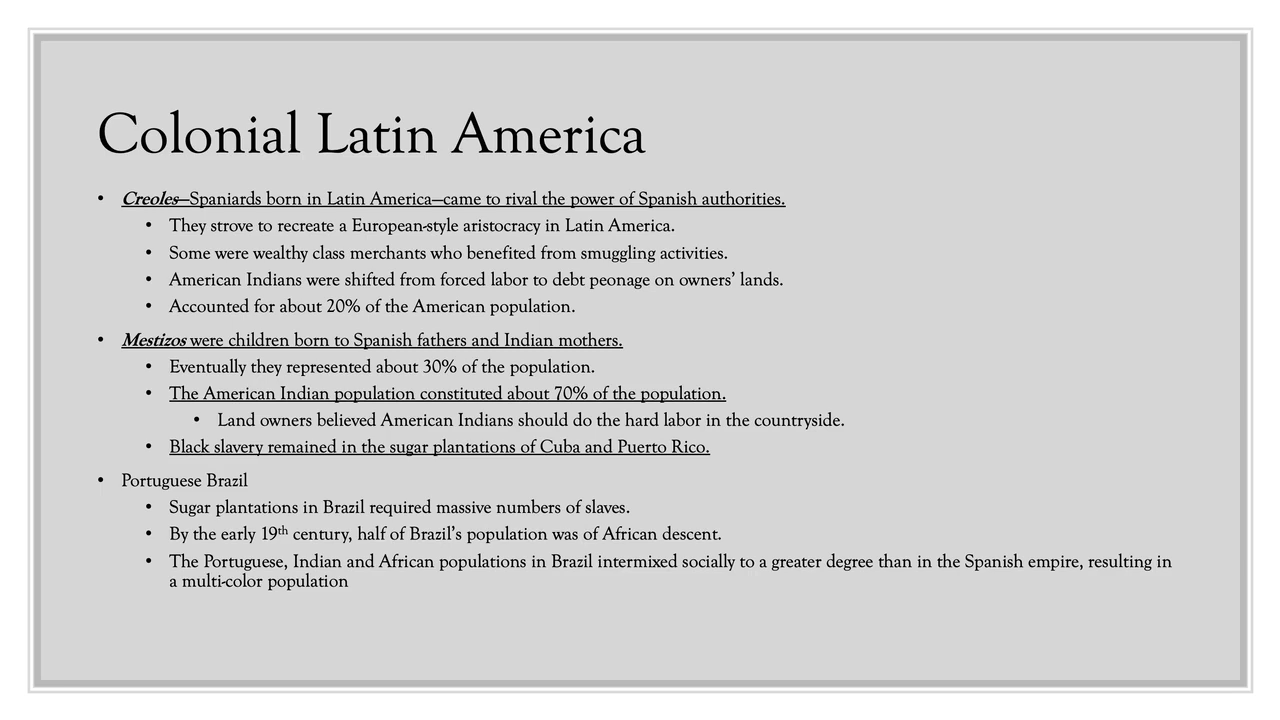 Colonial Latin America
• Creoles—Spaniards born in Latin America—came to rival the power of Spanish authorities.
• They strove to recreate a European-style aristocracy in Latin America.
• Some were wealthy class merchants who benefited from smuggling activities.
• American Indians were shifted from forced labor to debt peonage on owners’ lands.
• Accounted for about 20% of the American population.
• Mestizos were children born to Spanish fathers and Indian mothers.
• Eventually they represented about 30% of the population.
• The American Indian population constituted about 70% of the population.
• Land owners believed American Indians should do the hard labor in the countryside.
• Black slavery remained in the sugar plantations of Cuba and Puerto Rico.
• Portuguese Brazil
• Sugar plantations in Brazil required massive numbers of slaves.
• By the early 19th century, half of Brazil’s population was of African descent.
• The Portuguese, Indian and African populations in Brazil intermixed socially to a greater degree than in the Spanish empire, resulting in
a multi-color population